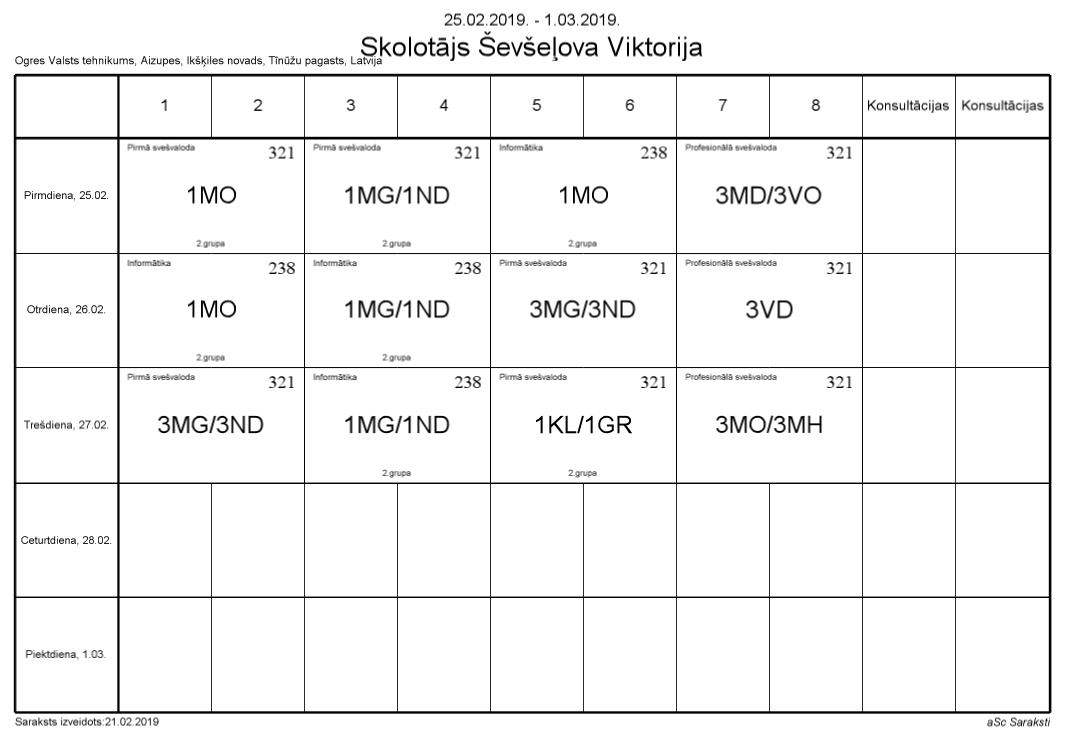 25.02.2019. - 1.03.2019.
Skolotājs Ševšeļova Viktorija
Ogres Valsts tehnikums, Aizupes, Ikšķiles novads, Tīnūžu pagasts, Latvija
1 2 3 4 5 6 7 8 Konsultācijas Konsultācijas
Pirmdiena, 25.02.
Pirmā svešvaloda 321
1MO
2.grupa
Pirmā svešvaloda 321
1MG/1ND
2.grupa
Informātika 238
1MO
2.grupa
Profesionālā svešvaloda 321
3MD/3VO
Otrdiena, 26.02.
Informātika 238
1MO
2.grupa
Informātika 238
1MG/1ND
2.grupa
Pirmā svešvaloda 321
3MG/3ND
Profesionālā svešvaloda 321
3VD
Trešdiena, 27.02.
Pirmā svešvaloda 321
3MG/3ND
Informātika 238
1MG/1ND
2.grupa
Pirmā svešvaloda 321
1KL/1GR
2.grupa
Profesionālā svešvaloda 321
3MO/3MH
Ceturtdiena, 28.02.
Piektdiena, 1.03.
Saraksts izveidots:21.02.2019
aSc Saraksti